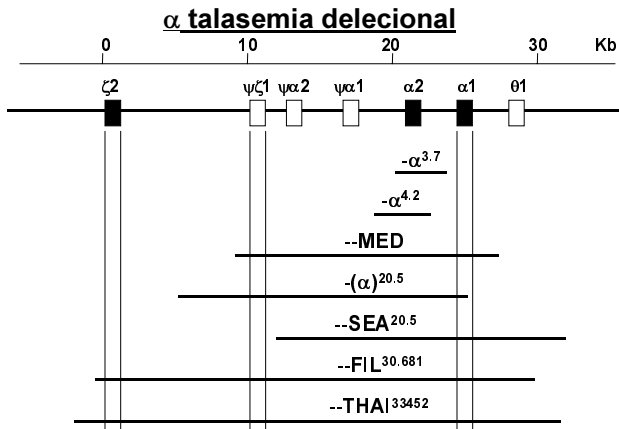 α talasemia delecional
0 10 20 30 Kb
ζ2 ψζ1 ψα2 ψα1 α2 α1 θ1
-α3.7
-α4.2
--MED
-(α)20.5
--SEA20.5
--FIL30.681
--THAI33452